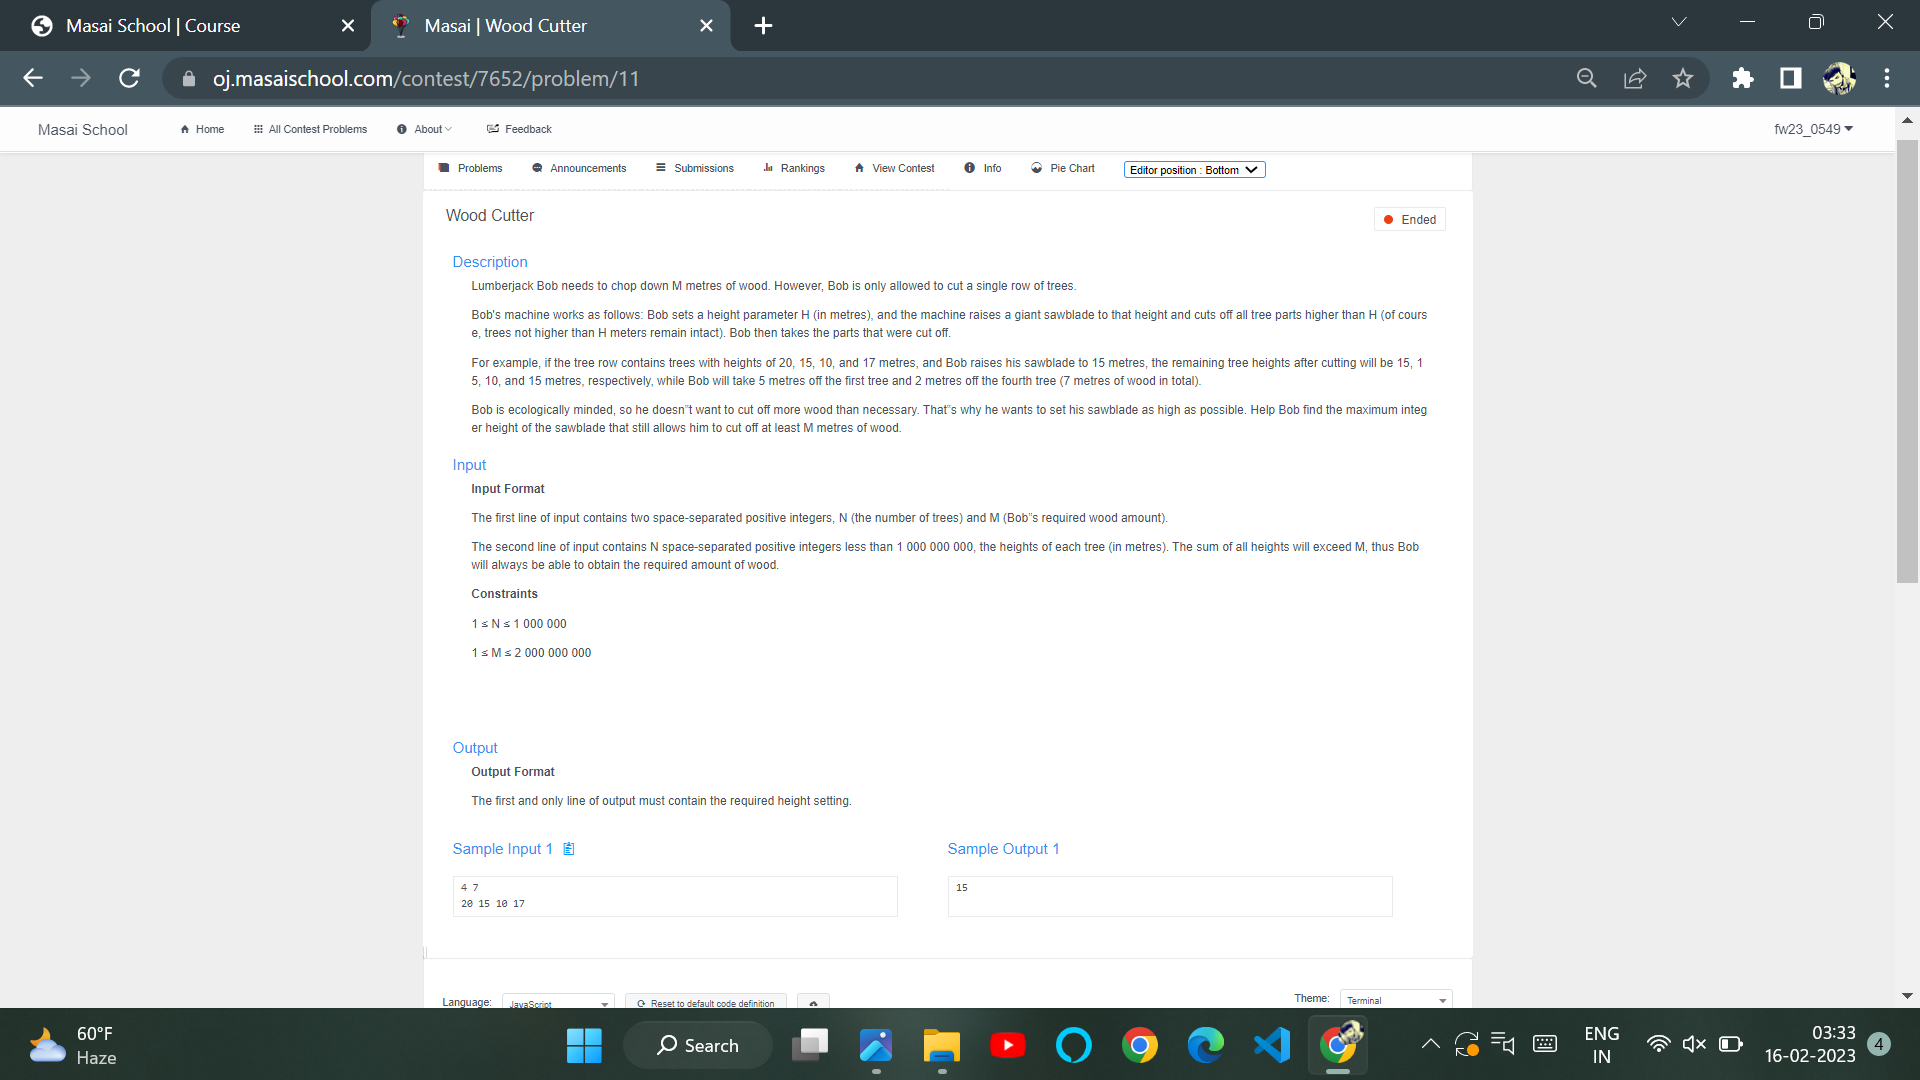 Masai School | Course
Masai | Wood Cutter
oj.masaischool.com/contest/7652/problem/11
Masai School
Home
All Contest Problems
About
Feedback
fw23_0549
Problems
Announcements
Submissions
Rankings
View Contest
Info
Pie Chart
Editor position : Bottom
Wood Cutter
Ended
Description
Lumberjack Bob needs to chop down M metres of wood. However, Bob is only allowed to cut a single row of trees.
Bob's machine works as follows: Bob sets a height parameter H (in metres), and the machine raises a giant sawblade to that height and cuts off all tree parts higher than H (of cours
e, trees not higher than H meters remain intact). Bob then takes the parts that were cut off.
For example, if the tree row contains trees with heights of 20, 15, 10, and 17 metres, and Bob raises his sawblade to 15 metres, the remaining tree heights after cutting will be 15, 1
5, 10, and 15 metres, respectively, while Bob will take 5 metres off the first tree and 2 metres off the fourth tree (7 metres of wood in total).
Bob is ecologically minded, so he doesn"t want to cut off more wood than necessary. That"s why he wants to set his sawblade as high as possible. Help Bob find the maximum integ
er height of the sawblade that still allows him to cut off at least M metres of wood.
Input
Input Format
The first line of input contains two space-separated positive integers, N (the number of trees) and M (Bob"s required wood amount).
The second line of input contains N space-separated positive integers less than 1 000 000 000, the heights of each tree (in metres). The sum of all heights will exceed M, thus Bob
will always be able to obtain the required amount of wood.
Constraints
1 ≤ N ≤ 1 000 000
1 ≤ M ≤ 2 000 000 000
Output
Output Format
The first and only line of output must contain the required height setting.
Sample Input 1
Sample Output 1
4 7
20 15 10 17
15
Language:
JavaScript
Reset to default code definition
Theme:
Terminal
60°F
Haze
Search
ENG
IN
03:33
16-02-2023
4